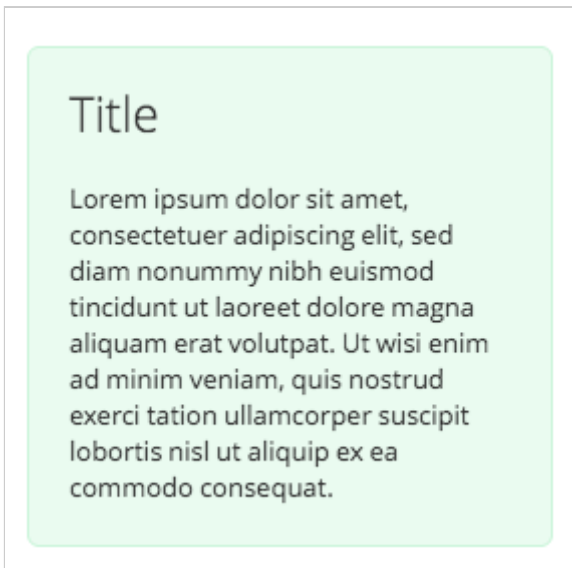 Title
Lorem ipsum dolor sit amet,
consectetuer adipiscing elit, sed
diam nonummy nibh euismod
tincidunt ut laoreet dolore magna
aliquam erat volutpat. Ut wisi enim
ad minim veniam, quis nostrud
exerci tation ullamcorper suscipit
lobortis nisl ut aliquip ex ea
commodo consequat.